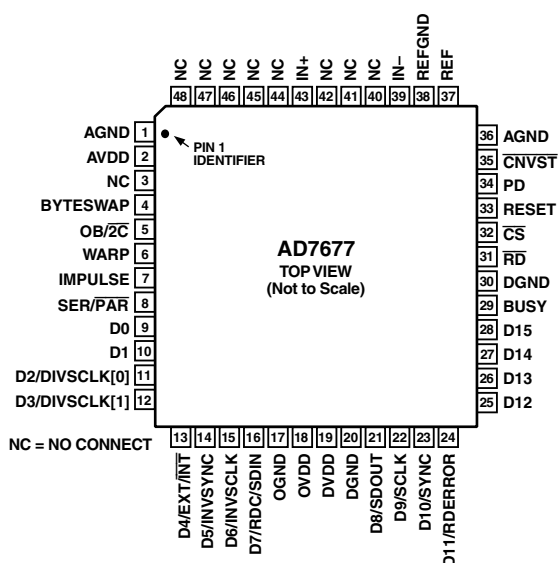 NC
NC
NC
NC
NC
IN+
NC
NC
NC
IN–
REFGND
REF
48 47 46 45 44 43 42 41 40 39 38 37
AGND 1
AVDD 2
NC 3
BYTESWAP 4
OB/2C 5
WARP 6
IMPULSE 7
SER/PAR 8
D0 9
D1 10
D2/DIVSCLK[0] 11
D3/DIVSCLK[1] 12
PIN 1
IDENTIFIER
AD7677
TOP VIEW
(Not to Scale)
36 AGND
35 CNVST
34 PD
33 RESET
32 CS
31 RD
30 DGND
29 BUSY
28 D15
27 D14
26 D13
25 D12
NC = NO CONNECT
13 14 15 16 17 18 19 20 21 22 23 24
D4/EXT/INT
D5/INVSYNC
D6/INVSCLK
D7/RDC/SDIN
OGND
OVDD
DVDD
DGND
D8/SDOUT
D9/SCLK
D10/SYNC
D11/RDERROR